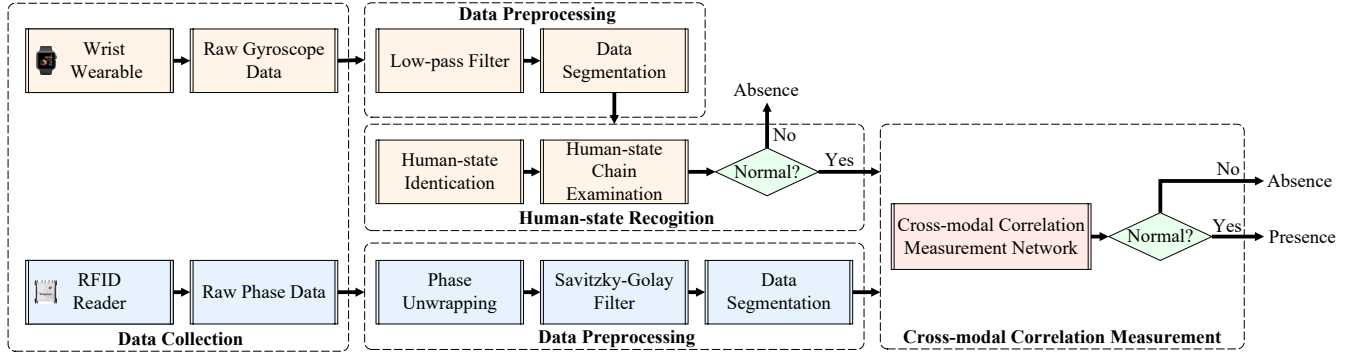 Data Preprocessing
Wrist
Wearable
Raw Gyroscope
Data
Low-pass Filter
Data
Segmentation
Absence
No
Human-state
Identication
Human-state
Chain
Examination
Normal?
Yes
Human-state Recogition
Cross-modal Correlation
Measurement Network
Normal?
No
Absence
Yes
Presence
RFID
Reader
Raw Phase Data
Phase
Unwrapping
Savitzky-Golay
Filter
Data
Segmentation
Data Collection
Data Preprocessing
Cross-modal Correlation Measurement